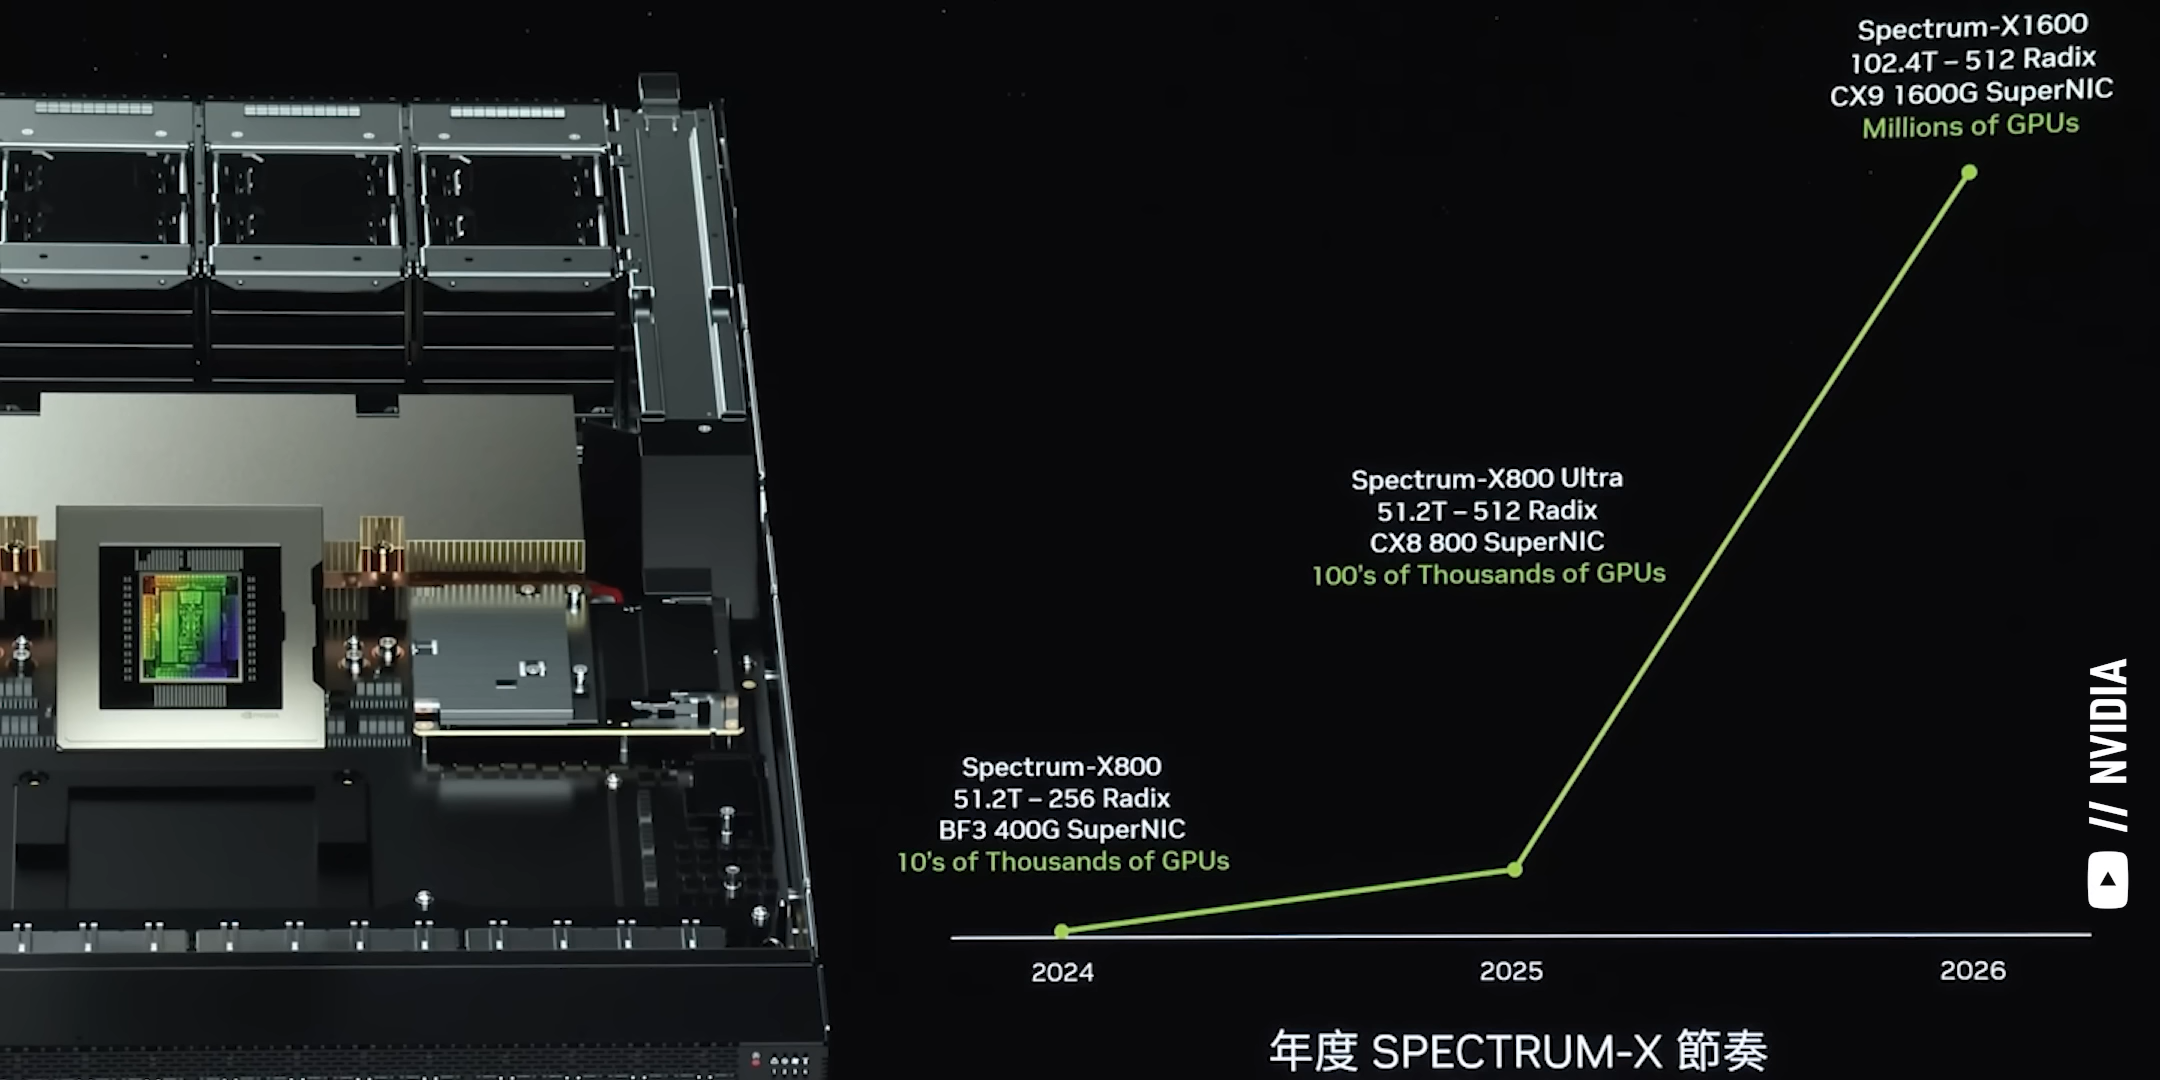 Spectrum-X1600
102.4T – 512 Radix
CX9 1600G SuperNIC
Millions of GPUs
Spectrum-X800 Ultra
51.2T – 512 Radix
CX8 800 SuperNIC
100's of Thousands of GPUs
Spectrum-X800
51.2T – 256 Radix
BF3 400G SuperNIC
10's of Thousands of GPUs
2024
2025
2026
年度 SPECTRUM-X 節奏
// NVIDIA